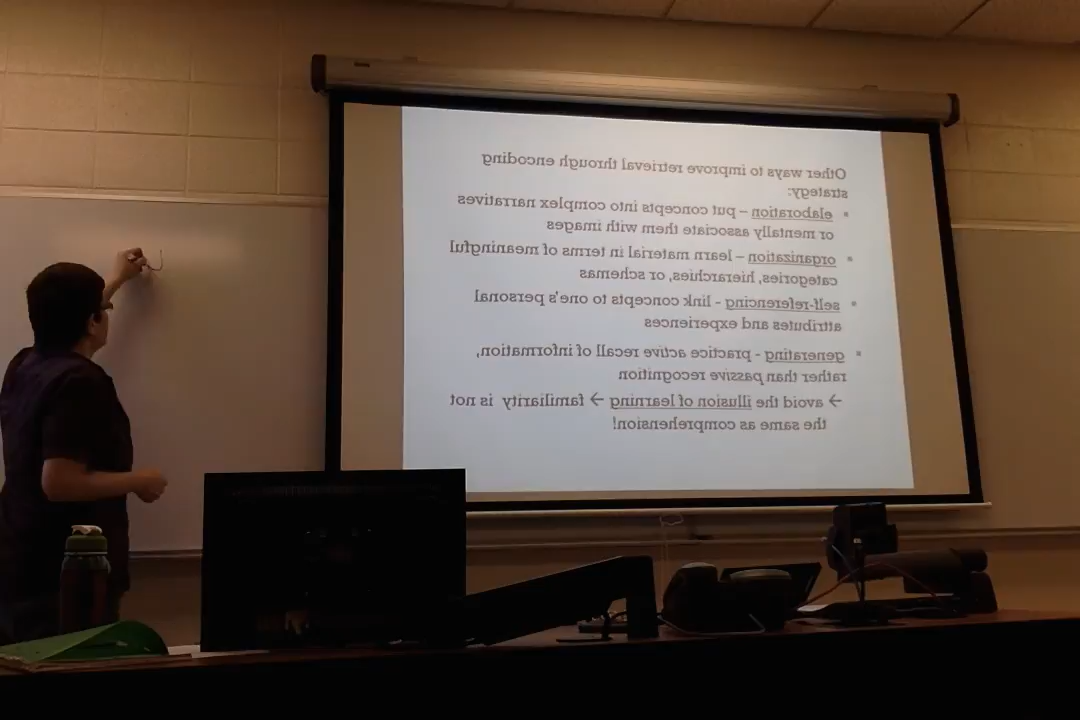 Other ways to improve retrieval through encoding
strategy:
▪ elaboration – put concepts into complex narratives
or mentally associate them with images
▪ organization – learn material in terms of meaningful
categories, hierarchies, or schemas
▪ self-referencing - link concepts to one's personal
attributes and experiences
▪ generating - practice active recall of information,
rather than passive recognition
→ avoid the illusion of learning → familiarity is not
the same as comprehension!